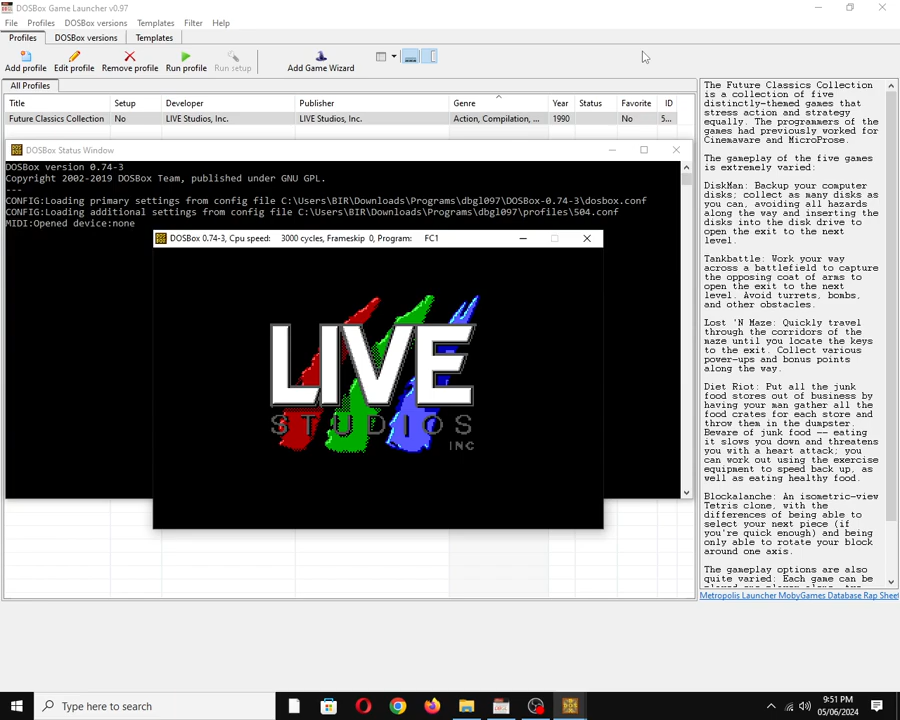 DOSBox Game Launcher v0.97
File Profiles DOSBox versions Templates Filter Help
Profiles DOSBox versions Templates
Add profile Edit profile Remove profile Run profile Run setup Add Game Wizard
All Profiles
Title Setup Developer Publisher Genre Year Status Favorite ID
Future Classics Collection No LIVE Studios, Inc. LIVE Studios, Inc. Action, Compilation, ... 1990 No 5...
DOSBox Status Window
DOSBox version 0.74-3
Copyright 2002-2019 DOSBox Team, published under GNU GPL.
---
CONFIG:Loading primary settings from config file C:\Users\BIR\Downloads\Programs\dbgl097\DOSBox-0.74-3\dosbox.conf
CONFIG:Loading additional settings from config file C:\Users\BIR\Downloads\Programs\dbgl097\profiles\504.conf
MIDI:Opened device:none
DOSBox 0.74-3, Cpu speed: 3000 cycles, Frameskip 0, Program: FC1
LIVE
STUDIOS
INC
The Future Classics Collection
is a collection of five
distinctly-themed games that
stress action and strategy
equally. The programmers of the
games had previously worked for
Cinemaware and MicroProse.
The gameplay of the five games
is extremely varied:
DiskMan: Backup your computer
disks; collect as many disks as
you can, avoiding all hazards
along the way and inserting the
disks into the disk drive to
open the exit to the next
level.
Tankbattle: Work your way
across a battlefield to capture
the opposing coat of arms to
open the exit to the next
level. Avoid turrets, bombs,
and other obstacles.
Lost 'N Maze: Quickly travel
through the corridors of the
maze until you locate the keys
to the exit. Collect various
power-ups and bonus points
along the way.
Diet Riot: Put all the junk
food stores out of business by
having your man gather all the
food crates for each store and
throw them in the dumpster.
Beware of junk food -- eating
it slows you down and threatens
you with a heart attack; you
can work out using the exercise
equipment to speed back up, as
well as eating healthy food.
Blockalanche: An isometric-view
Tetris clone, with the
differences of being able to
select your next piece (if
you're quick enough) and being
only able to rotate your block
around one axis.
The gameplay options are also
quite varied: Each game can be
Metropolis Launcher MobyGames Database Rap Sheet
Type here to search
9:51 PM
05/06/2024